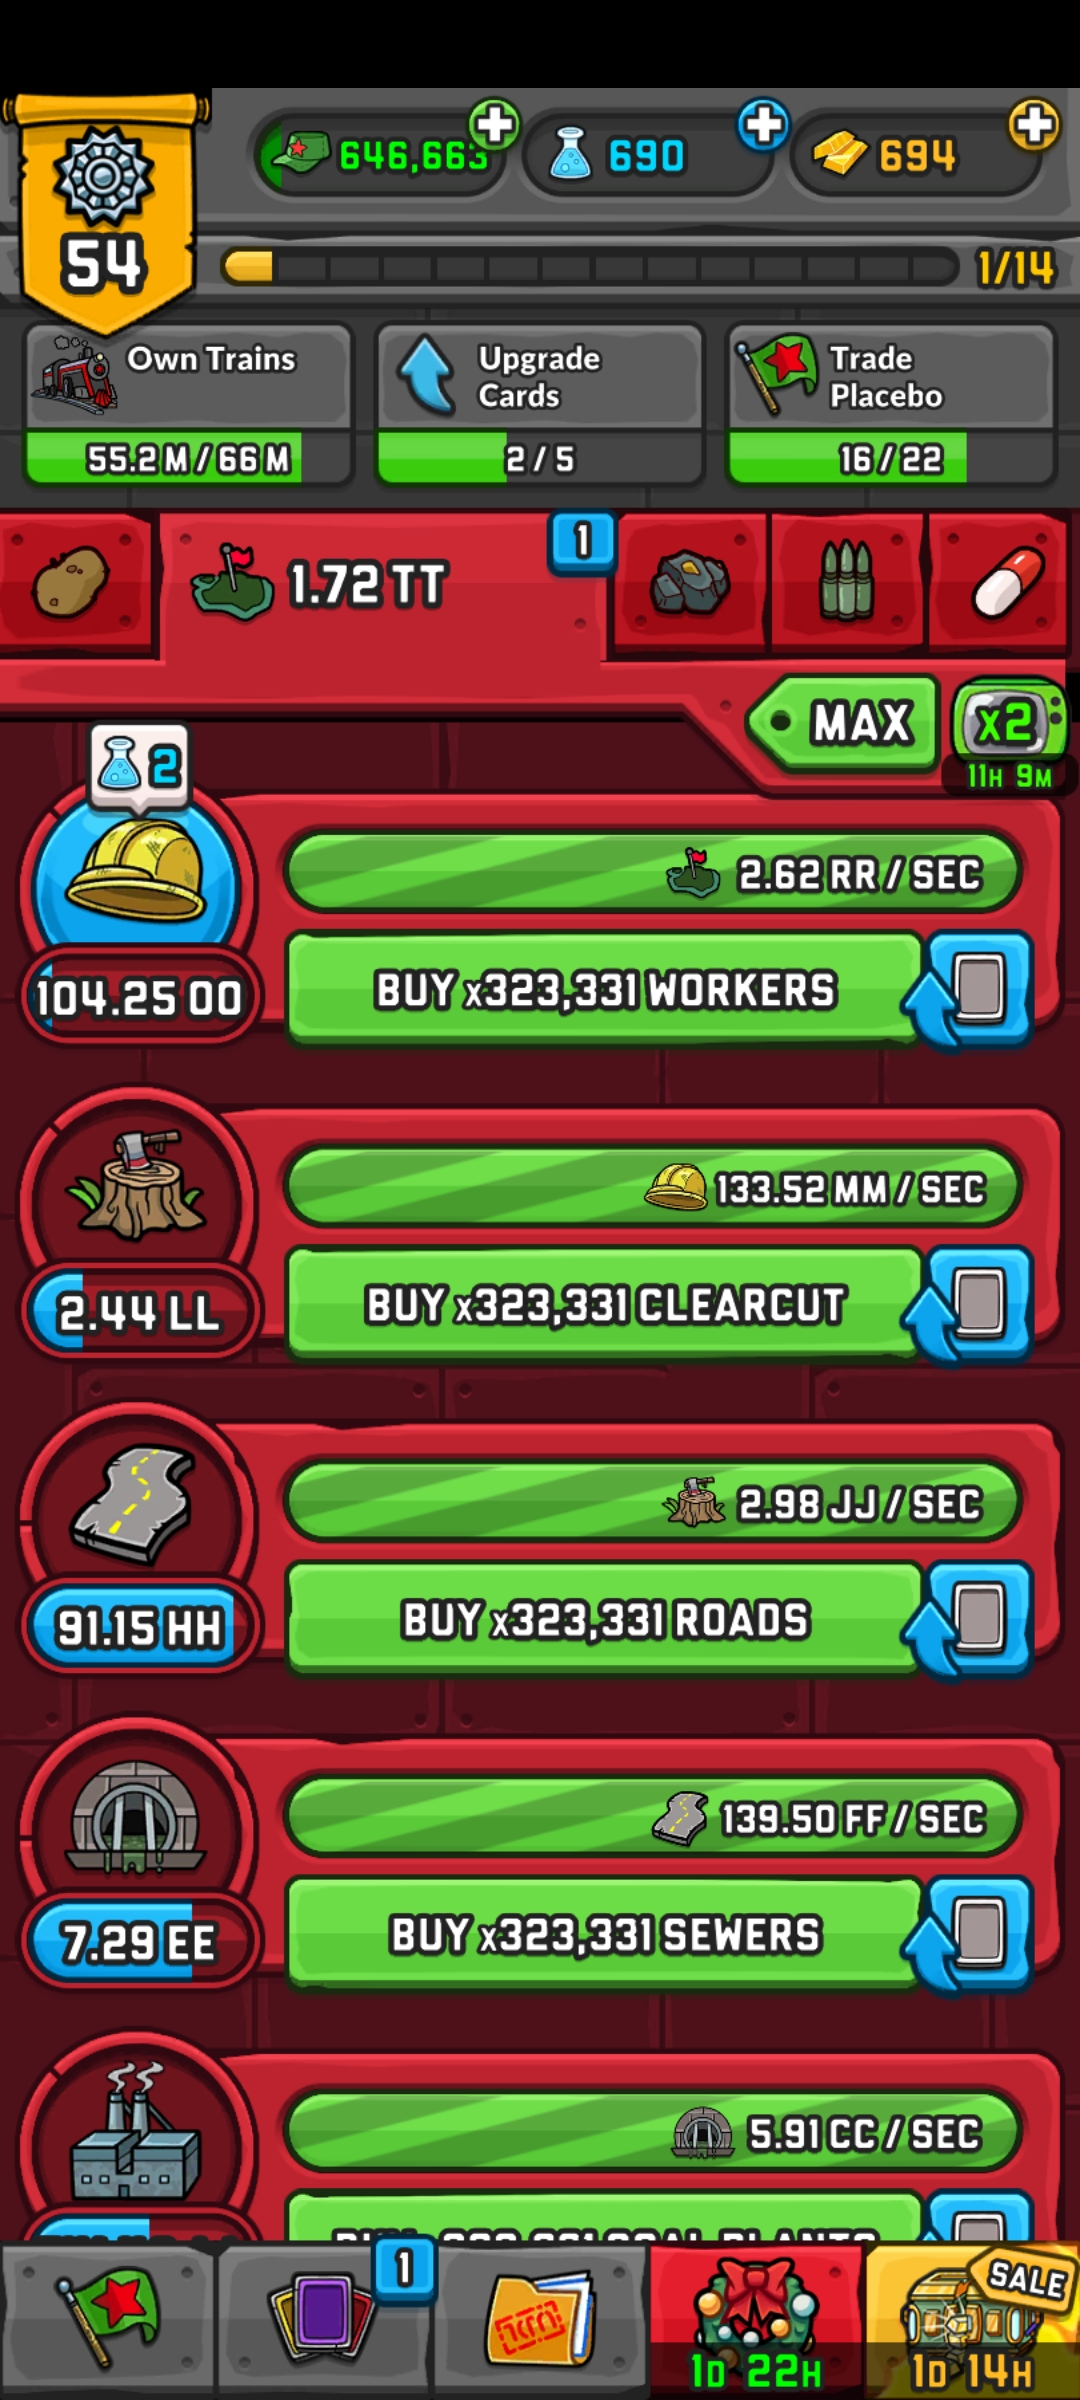 646,663
690
694
54
1/14
Own Trains
55.2 M / 66 M
Upgrade
Cards
2 / 5
Trade
Placebo
16 / 22
1.72 TT
1
MAX
x2
11H 9M
2
2.62 RR / SEC
104.25 OO
BUY x323,331 WORKERS
133.52 MM / SEC
2.44 LL
BUY x323,331 CLEARCUT
2.98 JJ / SEC
91.15 HH
BUY x323,331 ROADS
139.50 FF / SEC
7.29 EE
BUY x323,331 SEWERS
5.91 CC / SEC
1
SALE
1D 22H
1D 14H